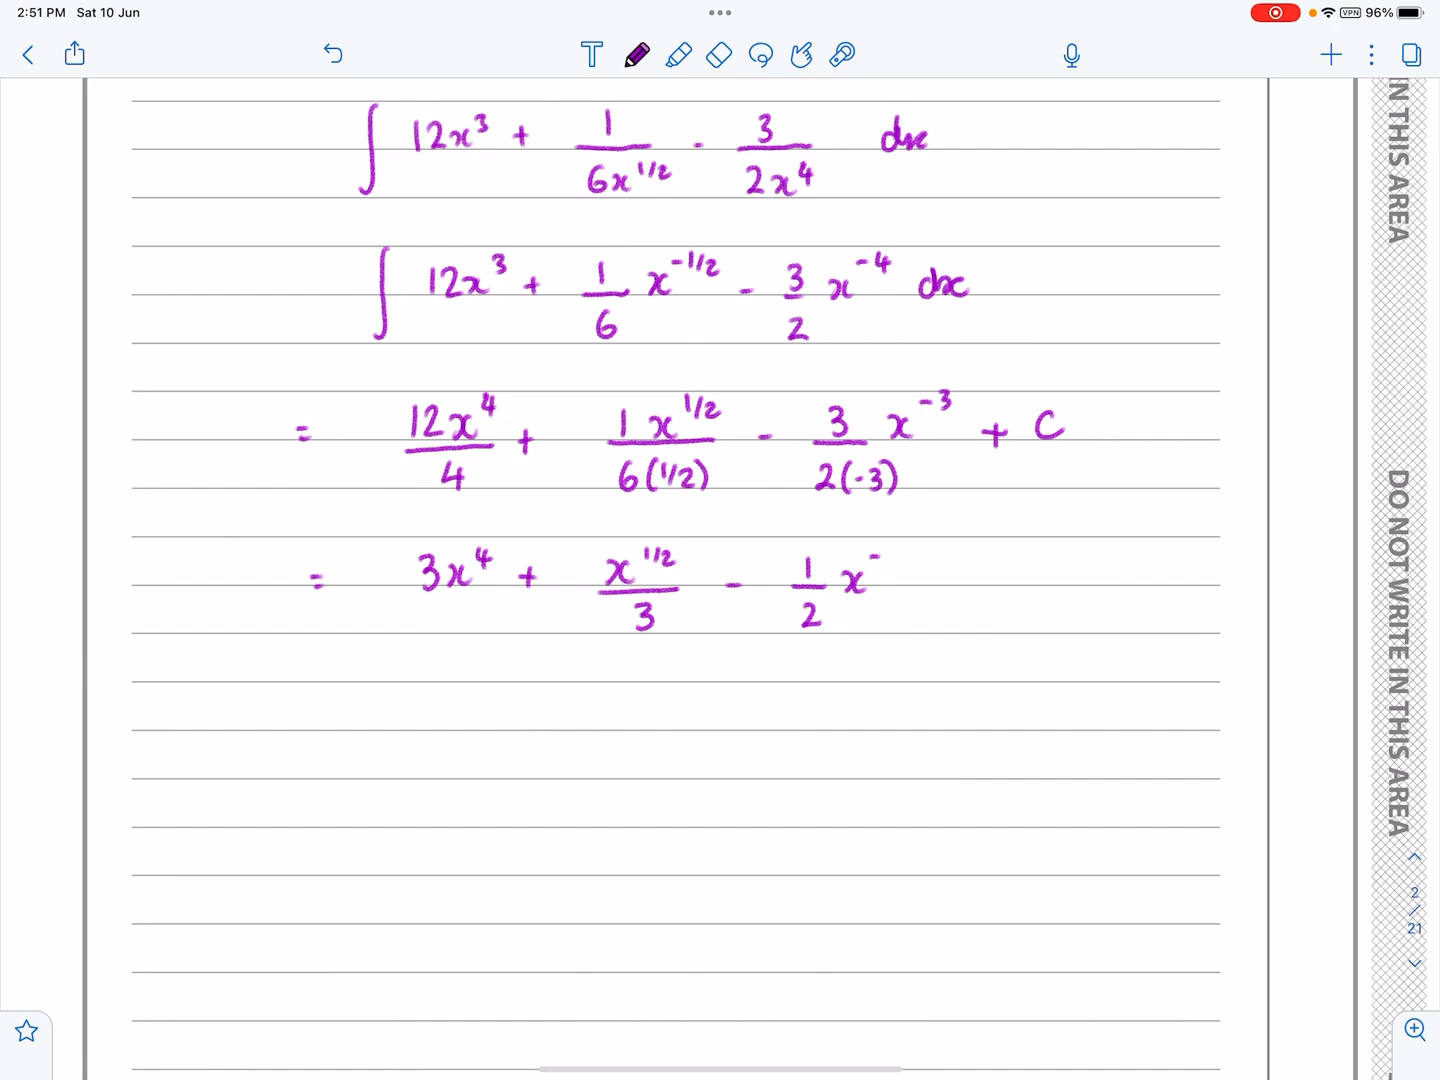 2:51 PM Sat 10 Jun
VPN 96%
T
∫ 12x³ + 1/(6x^(1/2)) - 3/(2x⁴) dx
∫ 12x³ + 1/6 x^(-1/2) - 3/2 x^(-4) dx
= 12x⁴/4 + 1x^(1/2)/(6(1/2)) - 3/(2(-3)) x^(-3) + C
= 3x⁴ + x^(1/2)/3 - 1/2 x^-
N THIS AREA
DO NOT WRITE IN THIS AREA
2
/
21